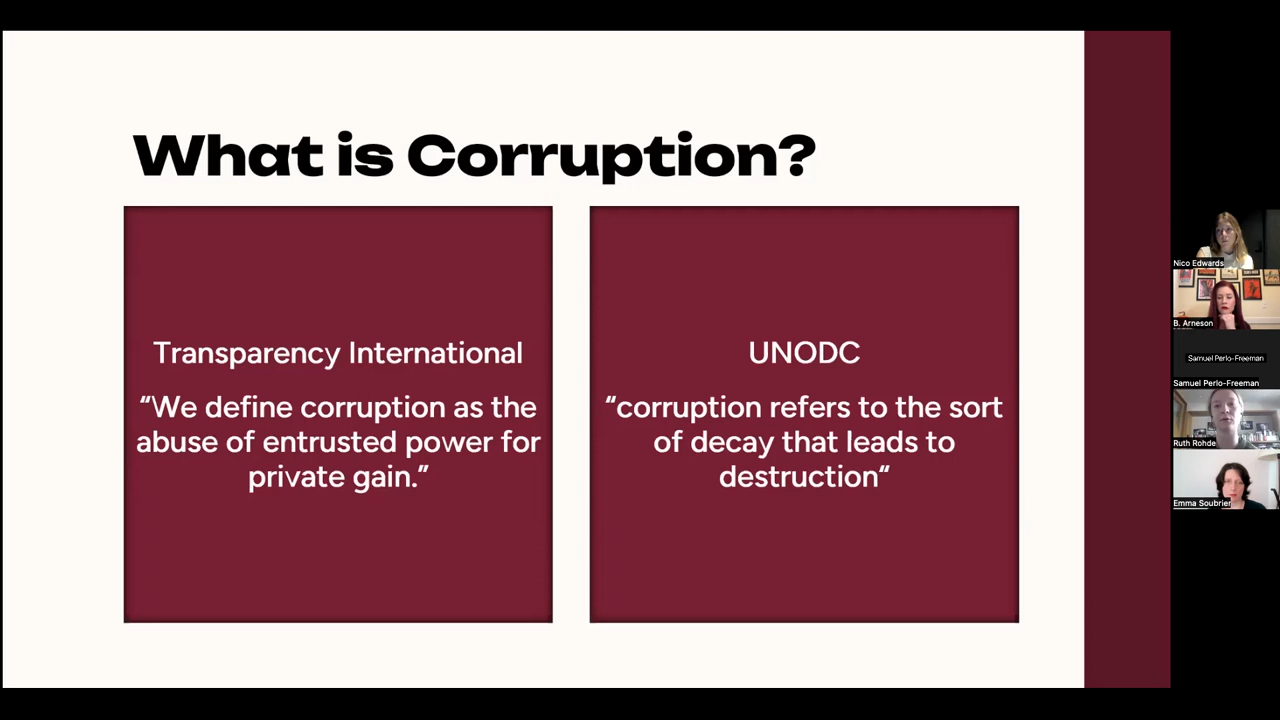 What is Corruption?
Transparency International
“We define corruption as the
abuse of entrusted power for
private gain.”
UNODC
“corruption refers to the sort
of decay that leads to
destruction“
Nico Edwards
B. Arneson
Samuel Perlo-Freeman
Samuel Perlo-Freeman
Ruth Rohde
Emma Soubrier